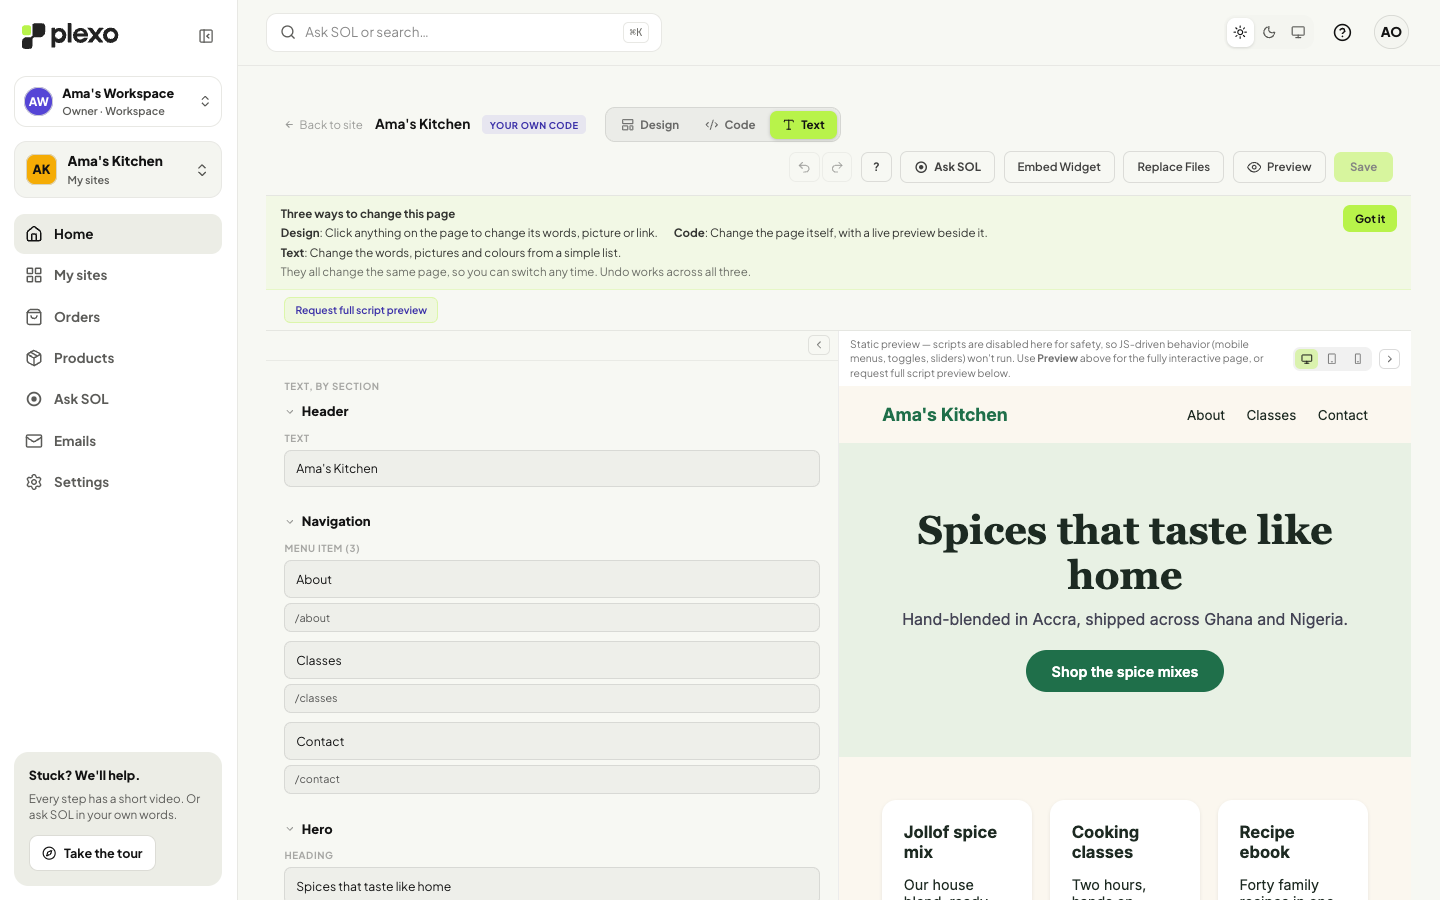 plexo
Ask SOL or search...
⌘K
AO
AW
Ama's Workspace
Owner · Workspace
AK
Ama's Kitchen
My sites
Home
My sites
Orders
Products
Ask SOL
Emails
Settings
Stuck? We'll help.
Every step has a short video. Or
ask SOL in your own words.
Take the tour
← Back to site
Ama's Kitchen
YOUR OWN CODE
Design
Code
Text
?
Ask SOL
Embed Widget
Replace Files
Preview
Save
Three ways to change this page
Design: Click anything on the page to change its words, picture or link. Code: Change the page itself, with a live preview beside it.
Text: Change the words, pictures and colours from a simple list.
They all change the same page, so you can switch any time. Undo works across all three.
Got it
Request full script preview
TEXT, BY SECTION
Header
TEXT
Ama's Kitchen
Navigation
MENU ITEM (3)
About
/about
Classes
/classes
Contact
/contact
Hero
HEADING
Spices that taste like home
Static preview — scripts are disabled here for safety, so JS-driven behavior (mobile
menus, toggles, sliders) won't run. Use Preview above for the fully interactive page, or
request full script preview below.
Ama's Kitchen
About
Classes
Contact
Spices that taste like
home
Hand-blended in Accra, shipped across Ghana and Nigeria.
Shop the spice mixes
Jollof spice
mix
Our house
blend, ready
Cooking
classes
Two hours,
hands on
Recipe
ebook
Forty family
recipes in one